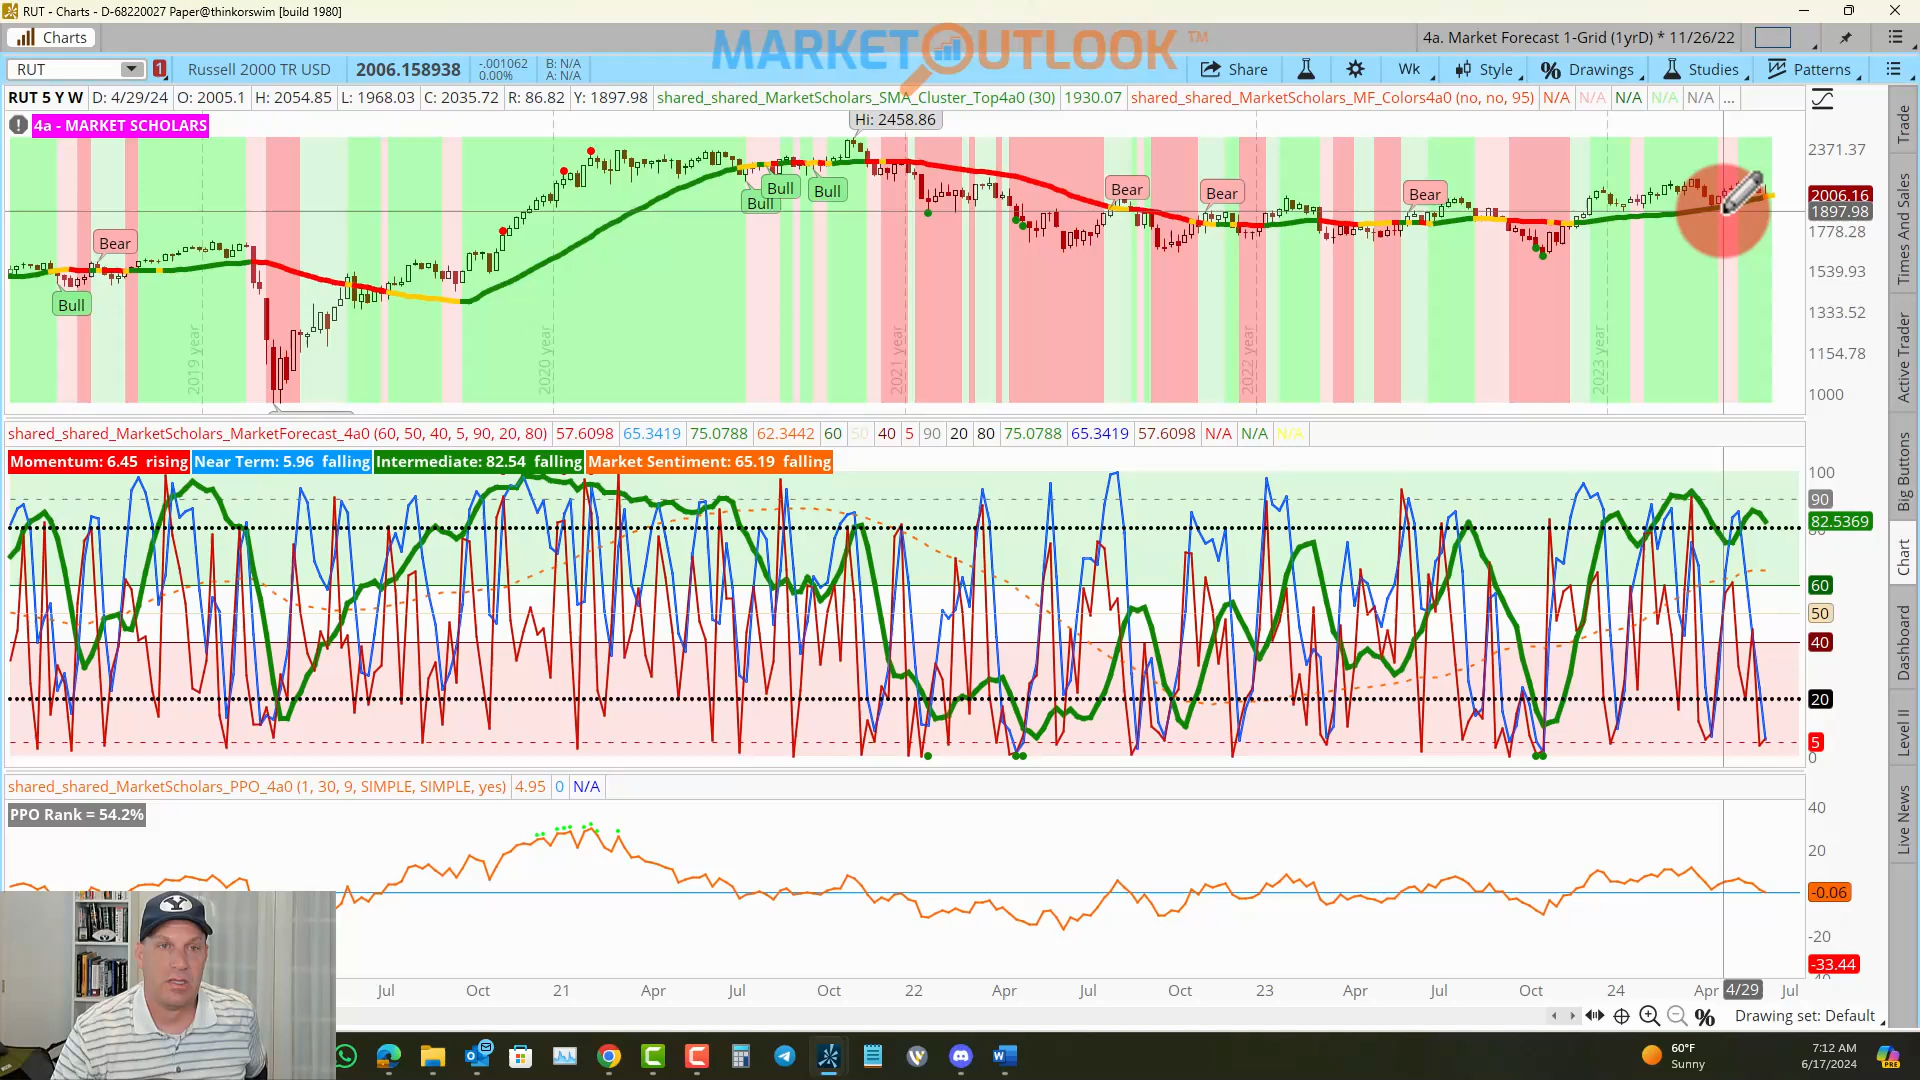 RUT - Charts - D-68220027 Paper@thinkorswim [build 1980]
Charts
MARKETOUTLOOK™
4a. Market Forecast 1-Grid (1yrD) * 11/26/22
RUT
1
Russell 2000 TR USD
2006.158938
-.001062
0.00%
B: N/A
A: N/A
Share
Wk
Style
Drawings
Studies
Patterns
RUT 5 Y W D: 4/29/24 O: 2005.1 H: 2054.85 L: 1968.03 C: 2035.72 R: 86.82 Y: 1897.98 shared_shared_MarketScholars_SMA_Cluster_Top4a0 (30) 1930.07 shared_shared_MarketScholars_MF_Colors4a0 (no, no, 95) N/A N/A N/A N/A N/A ...
4a - MARKET SCHOLARS
Hi: 2458.86
2371.37
2006.16
1897.98
1778.28
1539.93
1333.52
1154.78
1000
Bull
Bear
Bull
Bull
Bull
Bear
Bear
Bear
2019 year
2020 year
2021 year
2022 year
2023 year
shared_shared_MarketScholars_MarketForecast_4a0 (60, 50, 40, 5, 90, 20, 80) 57.6098 65.3419 75.0788 62.3442 60 50 40 5 90 20 80 75.0788 65.3419 57.6098 N/A N/A N/A
Momentum: 6.45 rising Near Term: 5.96 falling Intermediate: 82.54 falling Market Sentiment: 65.19 falling
100
90
82.5369
80
60
50
40
20
5
0
shared_shared_MarketScholars_PPO_4a0 (1, 30, 9, SIMPLE, SIMPLE, yes) 4.95 0 N/A
PPO Rank = 54.2%
40
20
-0.06
-20
-33.44
Jul Oct 21 Apr Jul Oct 22 Apr Jul Oct 23 Apr Jul Oct 24 Apr 4/29 Jul
Drawing set: Default
Trade
Times And Sales
Active Trader
Big Buttons
Chart
Dashboard
Level II
Live News
60°F
Sunny
7:12 AM
6/17/2024